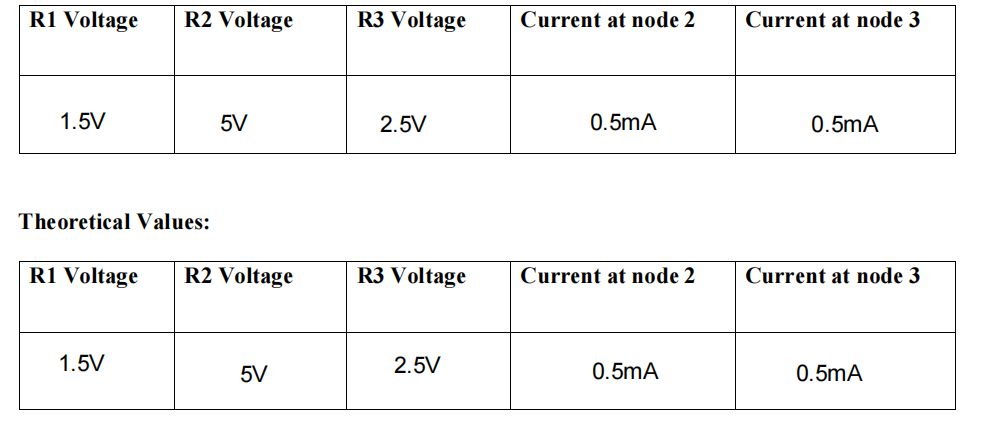 R1 Voltage R2 Voltage R3 Voltage Current at node 2 Current at node 3
1.5V 5V 2.5V 0.5mA 0.5mA
Theoretical Values:
R1 Voltage R2 Voltage R3 Voltage Current at node 2 Current at node 3
1.5V 5V 2.5V 0.5mA 0.5mA